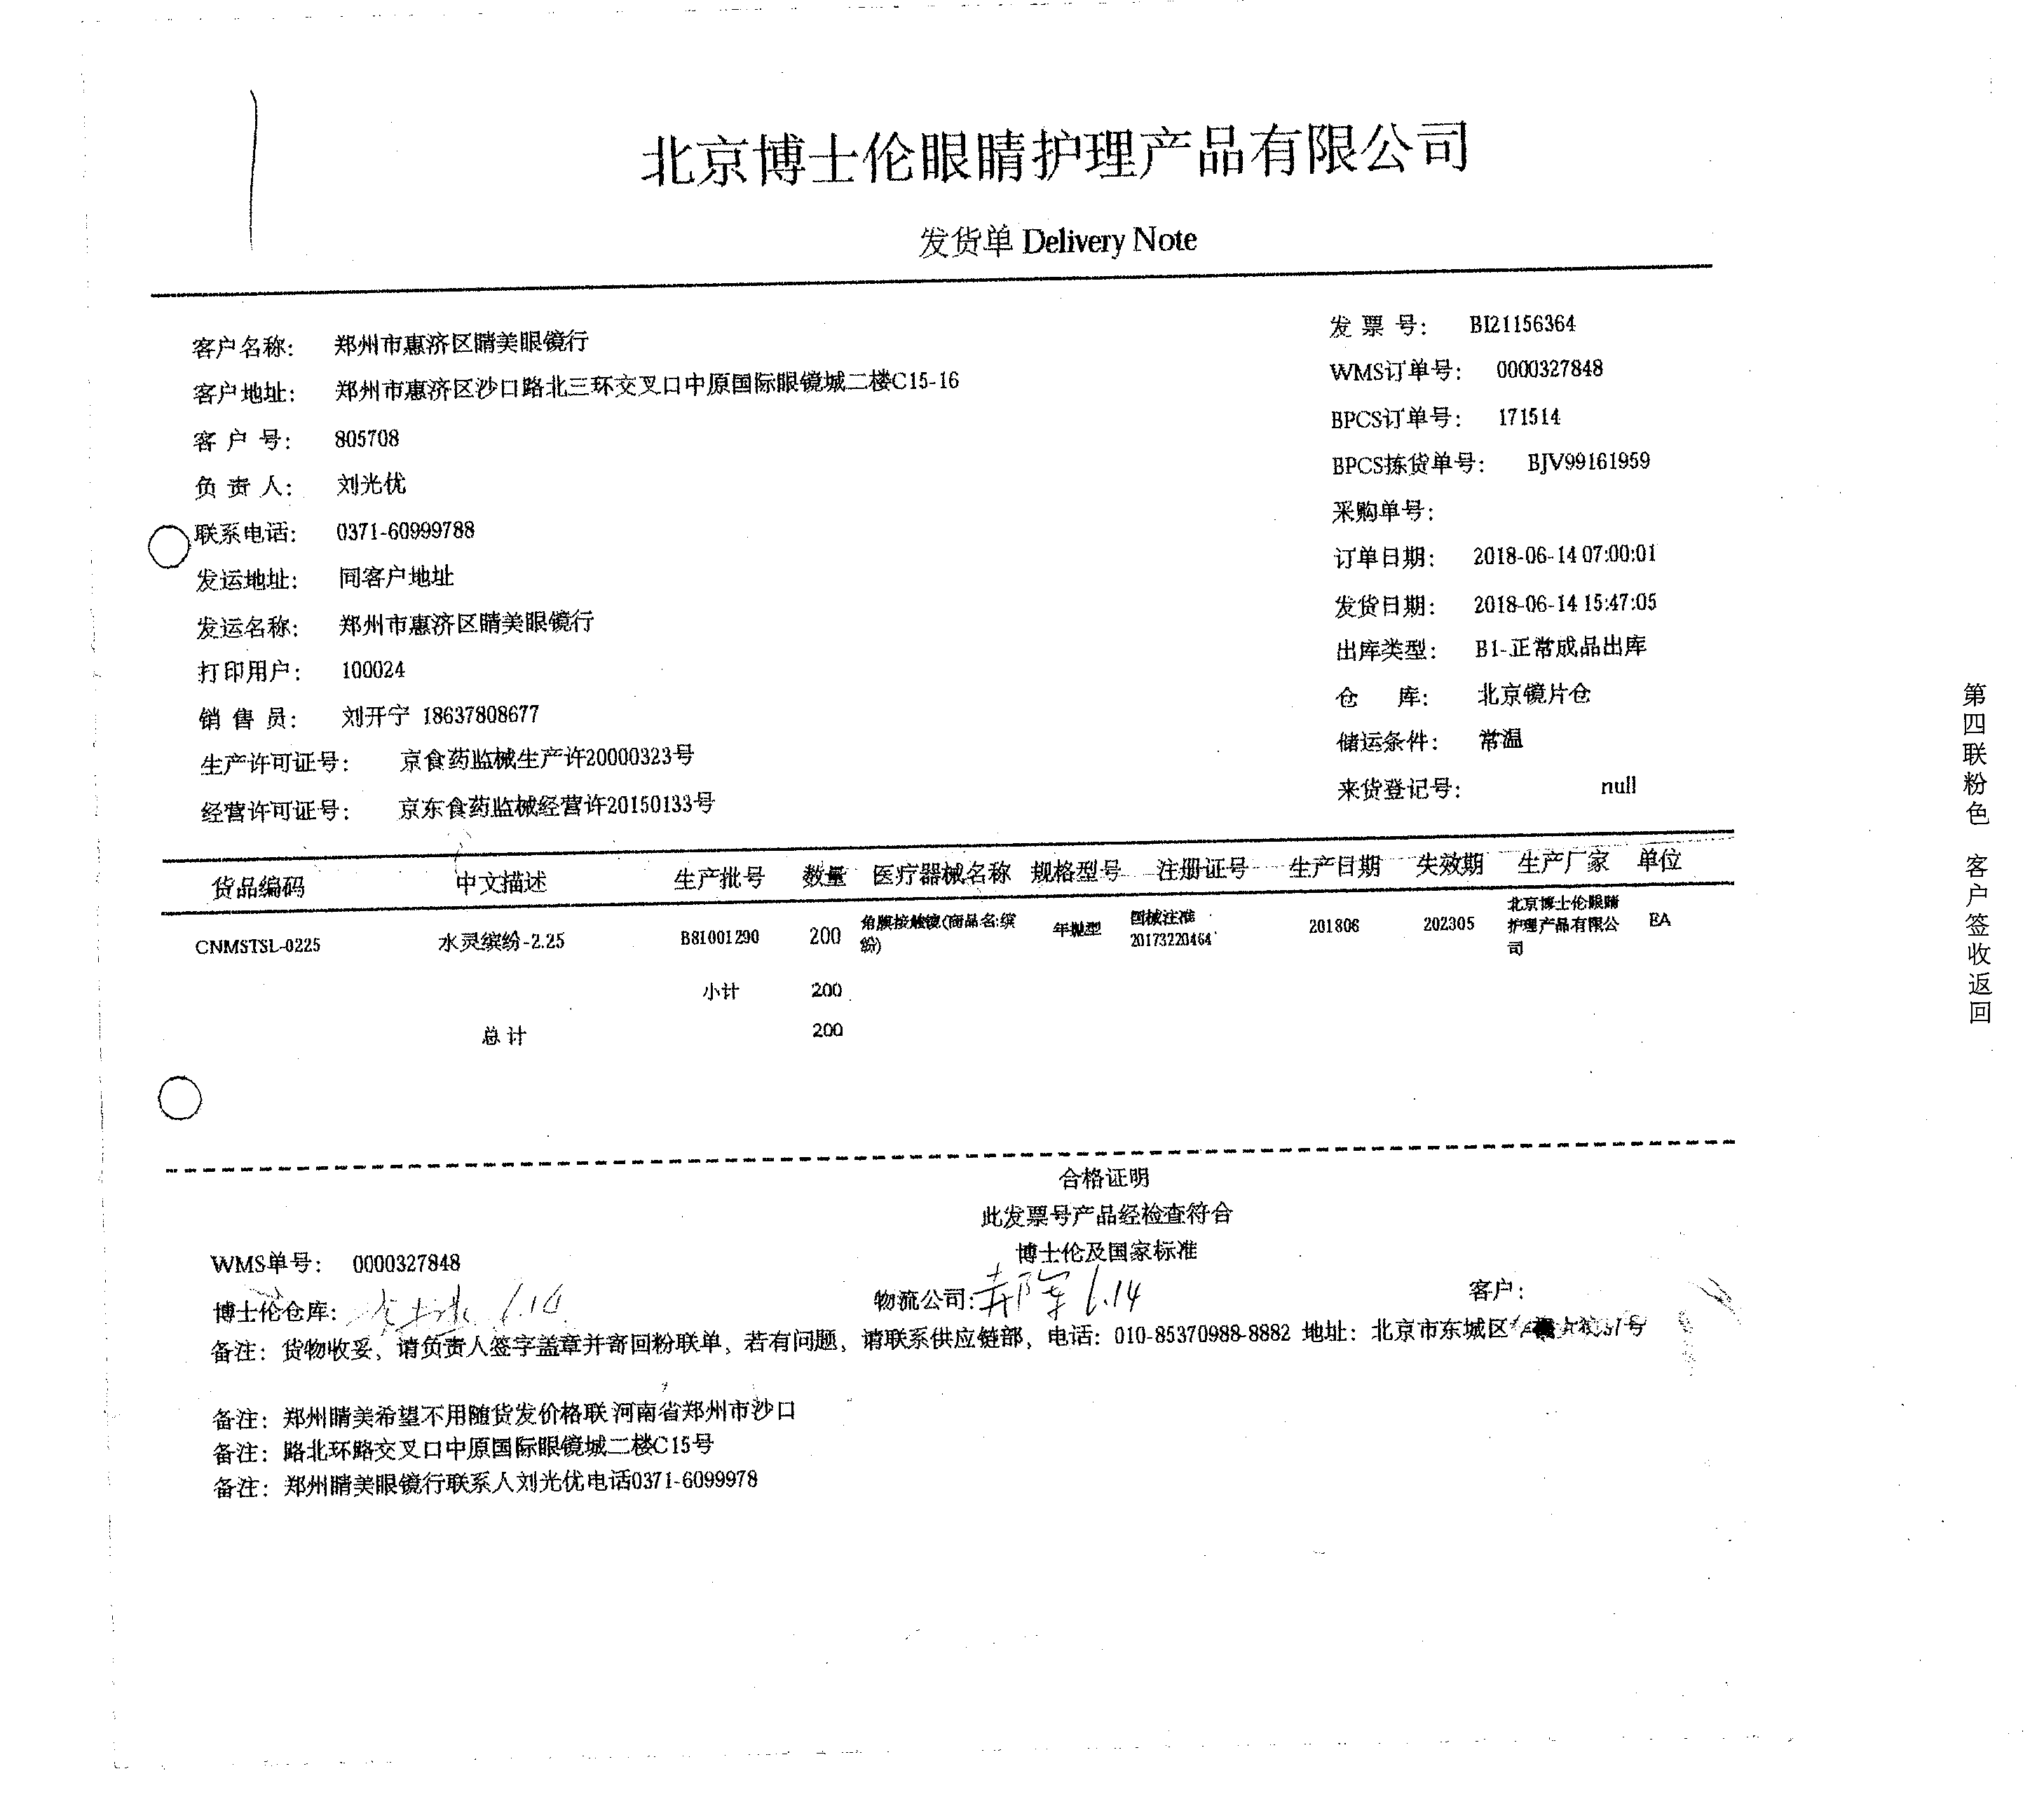 北京博士伦眼睛护理产品有限公司
发货单 Delivery Note
客户名称： 郑州市惠济区睛美眼镜行
客户地址： 郑州市惠济区沙口路北三环交叉口中原国际眼镜城二楼C15-16
客 户 号： 805708
负 责 人： 刘光优
联系电话： 0371-60999788
发运地址： 同客户地址
发运名称： 郑州市惠济区睛美眼镜行
打印用户： 100024
销 售 员： 刘开宁 18637808677
生产许可证号： 京食药监械生产许20000323号
经营许可证号： 京东食药监械经营许20150133号
发 票 号： BI21156364
WMS订单号： 0000327848
BPCS订单号： 171514
BPCS拣货单号： BJV99161959
采购单号：
订单日期： 2018-06-14 07:00:01
发货日期： 2018-06-14 15:47:05
出库类型： B1-正常成品出库
仓 库： 北京镜片仓
储运条件： 常温
来货登记号： null
货品编码 中文描述 生产批号 数量 医疗器械名称 规格型号 注册证号 生产日期 失效期 生产厂家 单位
CNMSTSL-0225 水灵缤纷-2.25 B81001290 200 角膜接触镜(商品名:缤纷) 年抛型 国械注准20173220464 201806 202305 北京博士伦眼睛护理产品有限公司 EA
小计 200
总 计 200
合格证明
此发票号产品经检查符合
博士伦及国家标准
WMS单号： 0000327848
博士伦仓库： 6.14 物流公司： 6.14 客户：
备注： 货物收妥，请负责人签字盖章并寄回粉联单，若有问题，请联系供应链部，电话：010-85370988-8882 地址：北京市东城区 号
备注： 郑州睛美希望不用随货发价格联 河南省郑州市沙口
备注： 路北环路交叉口中原国际眼镜城二楼C15号
备注： 郑州睛美眼镜行联系人刘光优电话0371-6099978
第四联粉色 客户签收返回